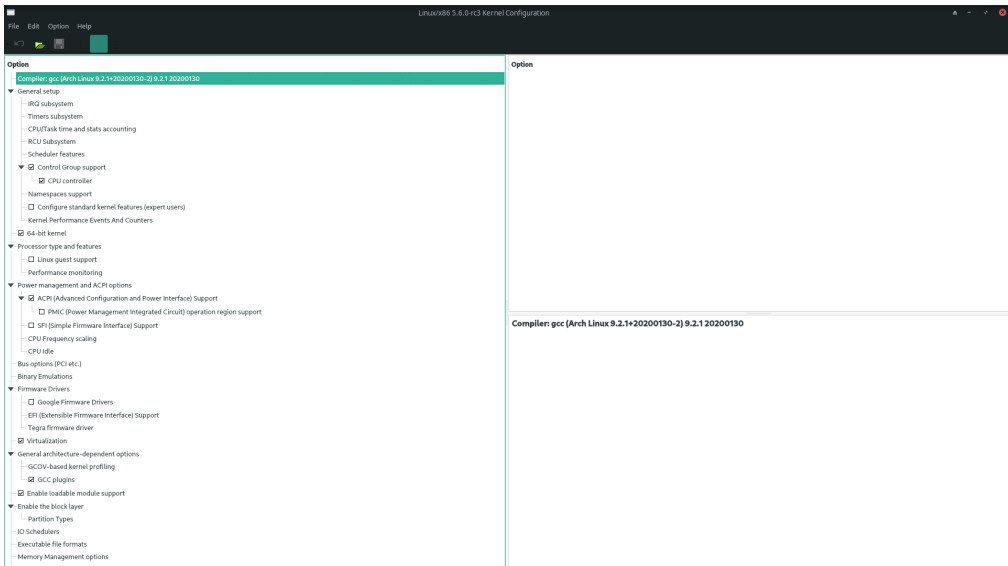 Linux/x86 5.6.0-rc3 Kernel Configuration
File Edit Option Help
Option
Compiler: gcc (Arch Linux 9.2.1+20200130-2) 9.2.1 20200130
General setup
IRQ subsystem
Timers subsystem
CPU/Task time and stats accounting
RCU Subsystem
Scheduler features
Control Group support
CPU controller
Namespaces support
Configure standard kernel features (expert users)
Kernel Performance Events And Counters
64-bit kernel
Processor type and features
Linux guest support
Performance monitoring
Power management and ACPI options
ACPI (Advanced Configuration and Power Interface) Support
PMIC (Power Management Integrated Circuit) operation region support
SFI (Simple Firmware Interface) Support
CPU Frequency scaling
CPU Idle
Bus options (PCI etc.)
Binary Emulations
Firmware Drivers
Google Firmware Drivers
EFI (Extensible Firmware Interface) Support
Tegra firmware driver
Virtualization
General architecture-dependent options
GCOV-based kernel profiling
GCC plugins
Enable loadable module support
Enable the block layer
Partition Types
IO Schedulers
Executable file formats
Memory Management options
Option
Compiler: gcc (Arch Linux 9.2.1+20200130-2) 9.2.1 20200130